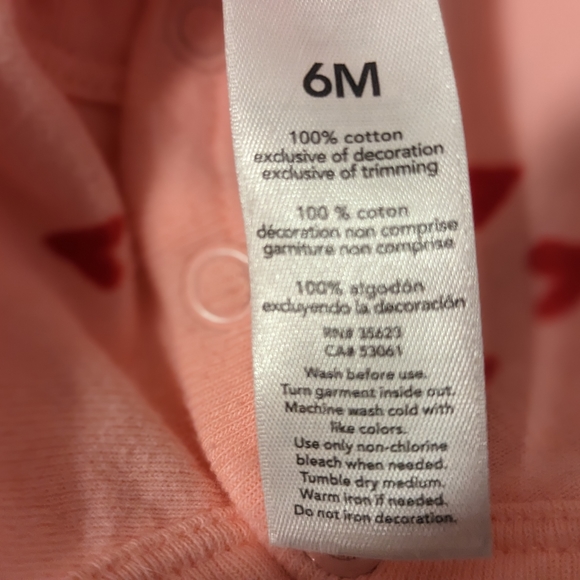 6M
100% cotton
exclusive of decoration
exclusive of trimming
100 % coton
décoration non comprise
garniture non comprise
100% algodón
excluyendo la decoración
RN# 35623
CA# 53061
Wash before use.
Turn garment inside out.
Machine wash cold with
like colors.
Use only non-chlorine
bleach when needed.
Tumble dry medium.
Warm iron if needed.
Do not iron decoration.